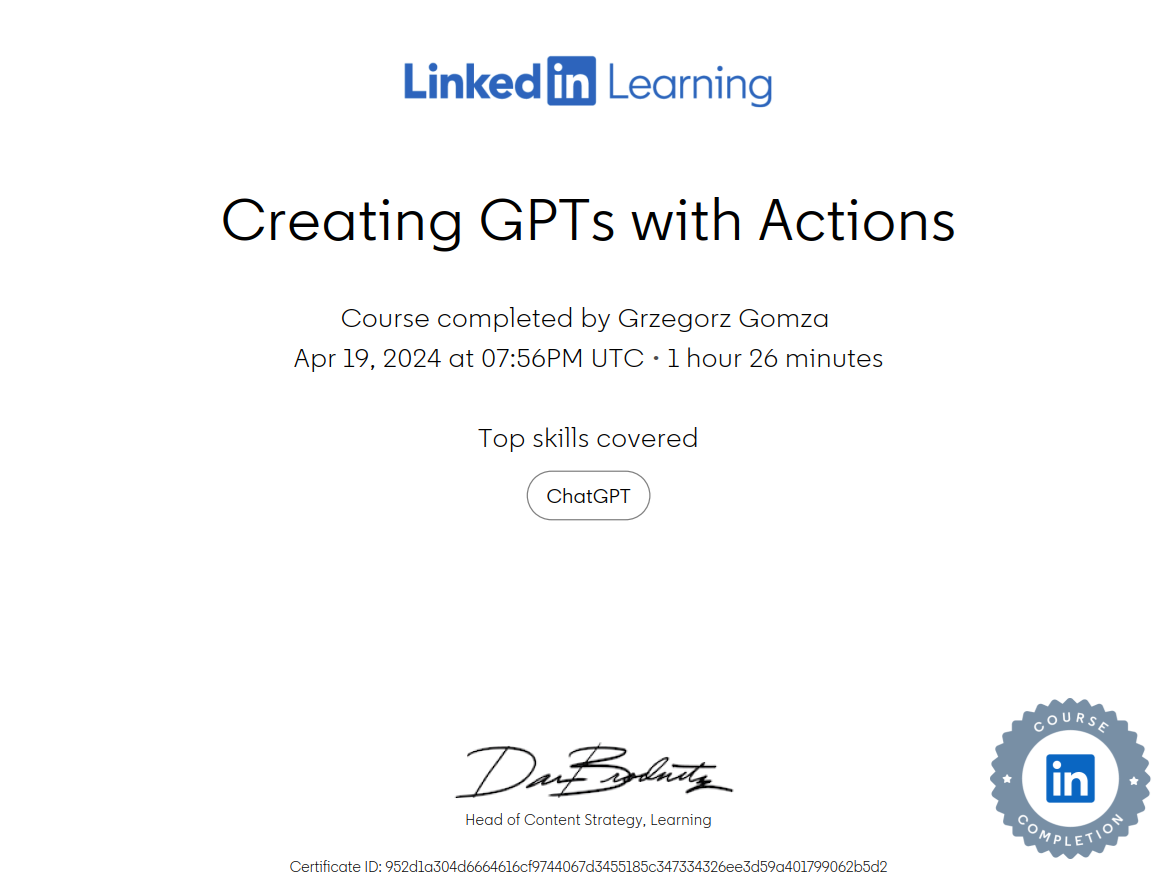 Linked in Learning
Creating GPTs with Actions
Course completed by Grzegorz Gomza
Apr 19, 2024 at 07:56PM UTC • 1 hour 26 minutes
Top skills covered
ChatGPT
Dan Brodnitz
Head of Content Strategy, Learning
COURSE
in
COMPLETION
Certificate ID: 952d1a304d6664616cf9744067d3455185c347334326ee3d59a401799062b5d2